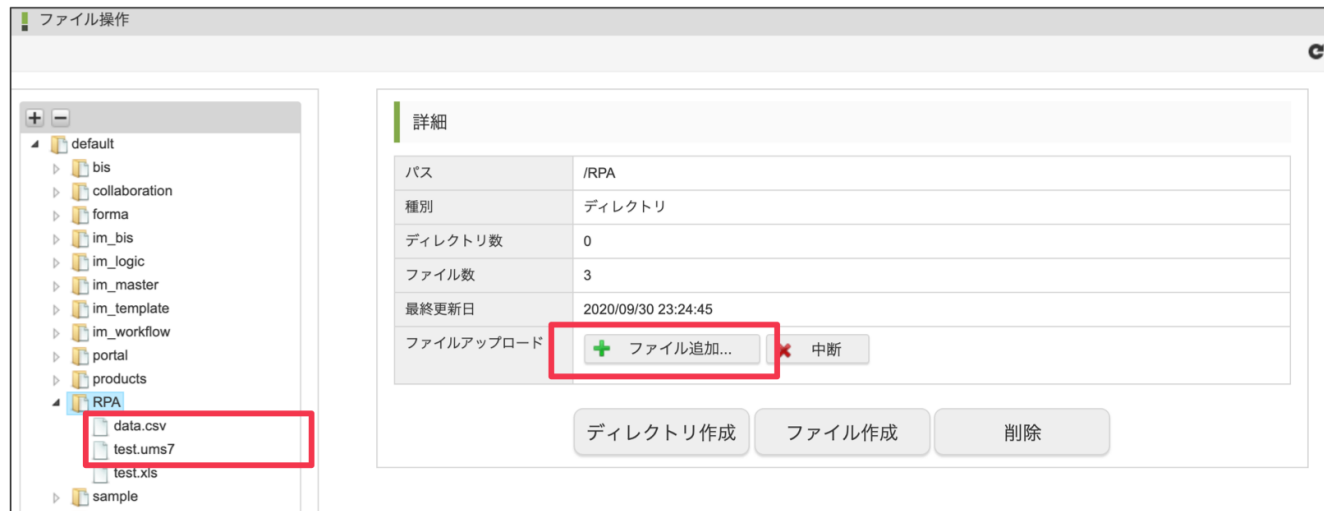 ファイル操作
default
bis
collaboration
forma
im_bis
im_logic
im_master
im_template
im_workflow
portal
products
RPA
data.csv
test.ums7
test.xls
sample
詳細
パス /RPA
種別 ディレクトリ
ディレクトリ数 0
ファイル数 3
最終更新日 2020/09/30 23:24:45
ファイルアップロード ファイル追加... 中断
ディレクトリ作成 ファイル作成 削除